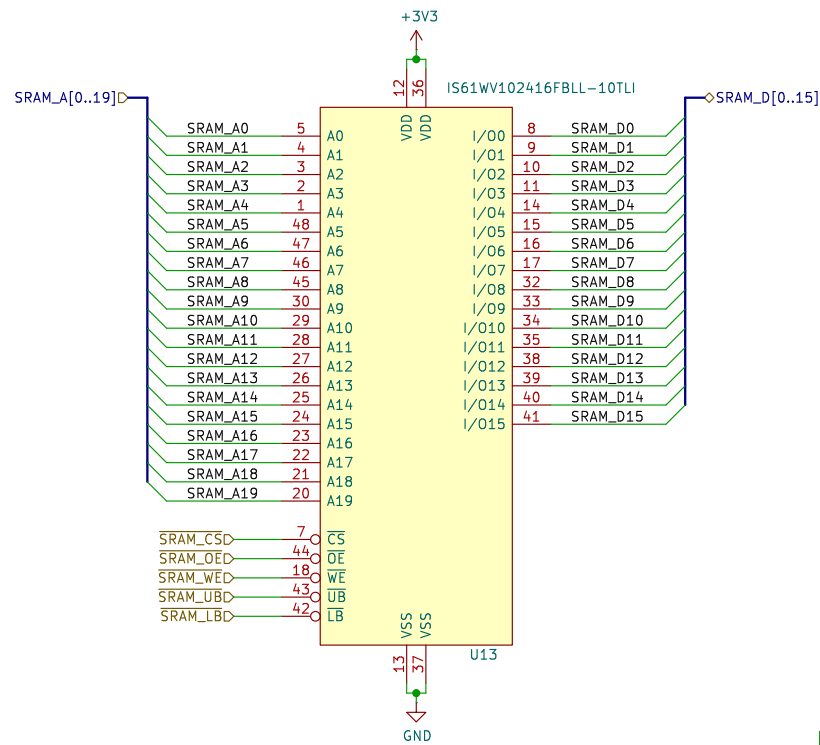 +3V3
12 36 IS61WV102416FBLL-10TLI
SRAM_A[0..19] SRAM_D[0..15]
VDD VDD
SRAM_A0 5 A0 I/O0 8 SRAM_D0
SRAM_A1 4 A1 I/O1 9 SRAM_D1
SRAM_A2 3 A2 I/O2 10 SRAM_D2
SRAM_A3 2 A3 I/O3 11 SRAM_D3
SRAM_A4 1 A4 I/O4 14 SRAM_D4
SRAM_A5 48 A5 I/O5 15 SRAM_D5
SRAM_A6 47 A6 I/O6 16 SRAM_D6
SRAM_A7 46 A7 I/O7 17 SRAM_D7
SRAM_A8 45 A8 I/O8 32 SRAM_D8
SRAM_A9 30 A9 I/O9 33 SRAM_D9
SRAM_A10 29 A10 I/O10 34 SRAM_D10
SRAM_A11 28 A11 I/O11 35 SRAM_D11
SRAM_A12 27 A12 I/O12 38 SRAM_D12
SRAM_A13 26 A13 I/O13 39 SRAM_D13
SRAM_A14 25 A14 I/O14 40 SRAM_D14
SRAM_A15 24 A15 I/O15 41 SRAM_D15
SRAM_A16 23 A16
SRAM_A17 22 A17
SRAM_A18 21 A18
SRAM_A19 20 A19
SRAM_CS 7 CS
SRAM_OE 44 OE
SRAM_WE 18 WE
SRAM_UB 43 UB
SRAM_LB 42 LB
VSS VSS
U13
13 37
GND